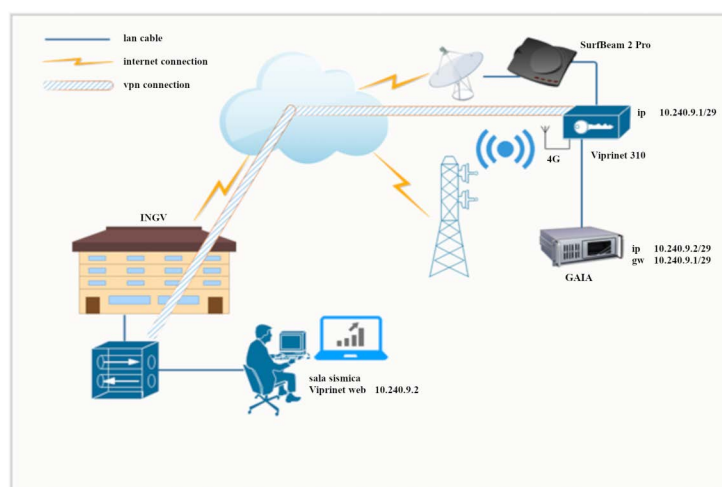 lan cable
internet connection
vpn connection
SurfBeam 2 Pro
ip 10.240.9.1/29
4G
Viprinet 310
INGV
ip 10.240.9.2/29
gw 10.240.9.1/29
GAIA
sala sismica
Viprinet web 10.240.9.2